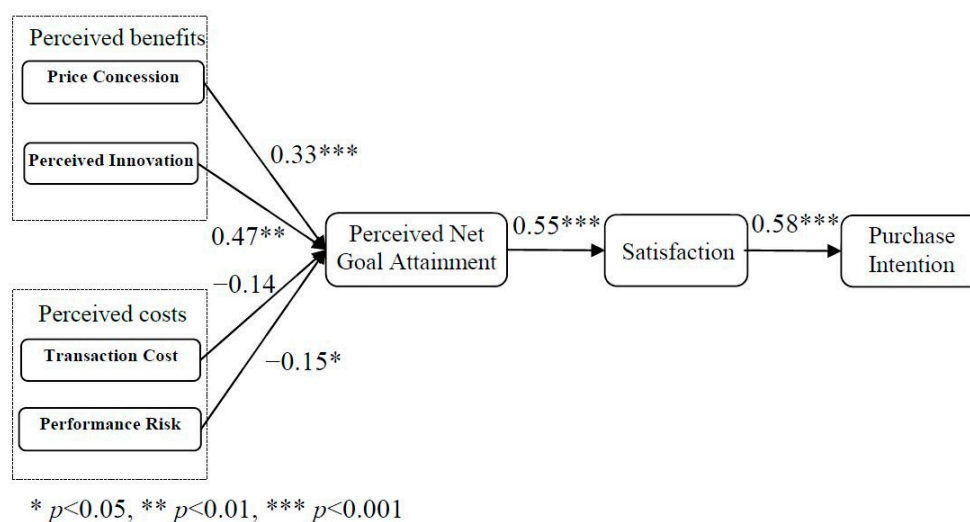 Perceived benefits
Price Concession
Perceived Innovation
0.33***
0.47**
Perceived Net
Goal Attainment
0.55***
Satisfaction
0.58***
Purchase
Intention
−0.14
Perceived costs
Transaction Cost
−0.15*
Performance Risk
* p<0.05, ** p<0.01, *** p<0.001